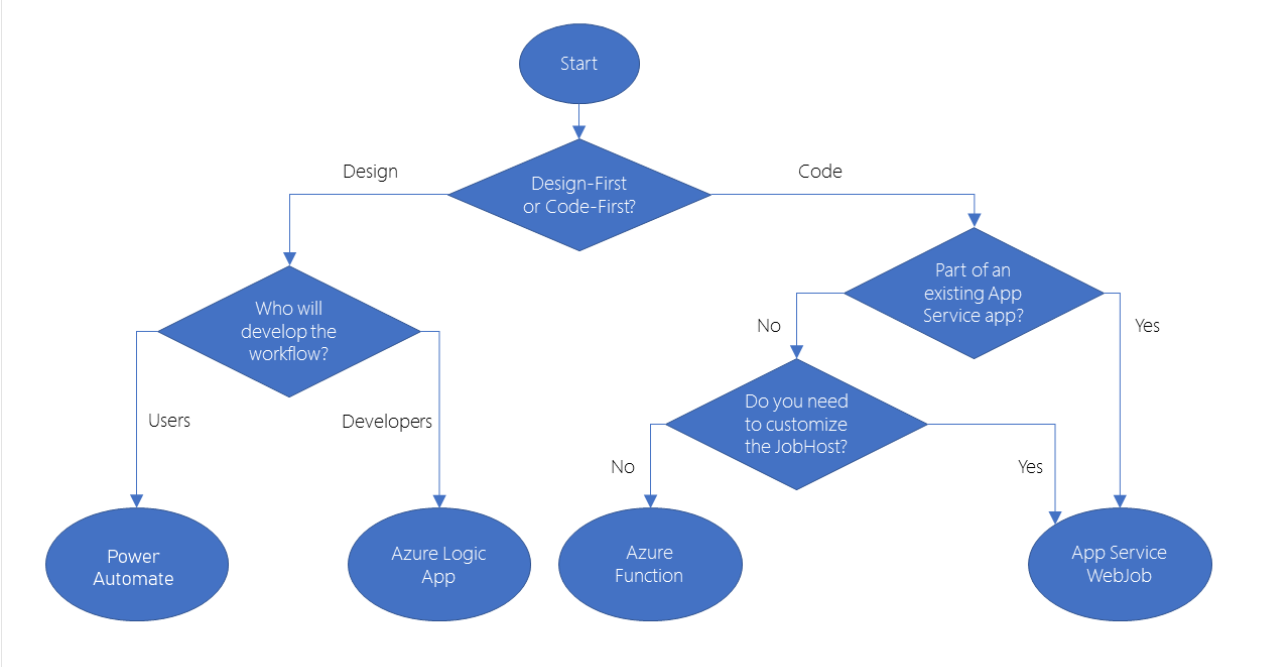 Start
Design
Code
Design-First
or Code-First?
Part of an
existing App
Service app?
Who will
develop the
workflow?
No
Yes
Do you need
to customize
the JobHost?
Users
Developers
No
Yes
Power
Automate
Azure Logic
App
Azure
Function
App Service
WebJob